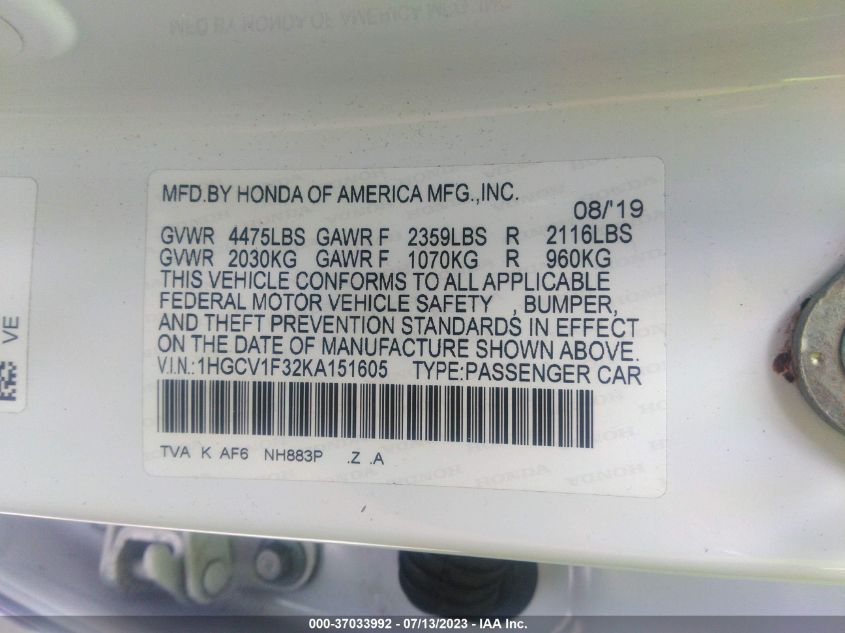 MFD.BY HONDA OF AMERICA MFG.,INC.
08/'19
GVWR 4475LBS GAWR F 2359LBS R 2116LBS
GVWR 2030KG GAWR F 1070KG R 960KG
THIS VEHICLE CONFORMS TO ALL APPLICABLE
FEDERAL MOTOR VEHICLE SAFETY , BUMPER,
AND THEFT PREVENTION STANDARDS IN EFFECT
ON THE DATE OF MANUFACTURE SHOWN ABOVE.
V.I.N.:1HGCV1F32KA151605 TYPE:PASSENGER CAR
TVA K AF6 NH883P .Z .A
VE
000-37033992 - 07/13/2023 - IAA Inc.